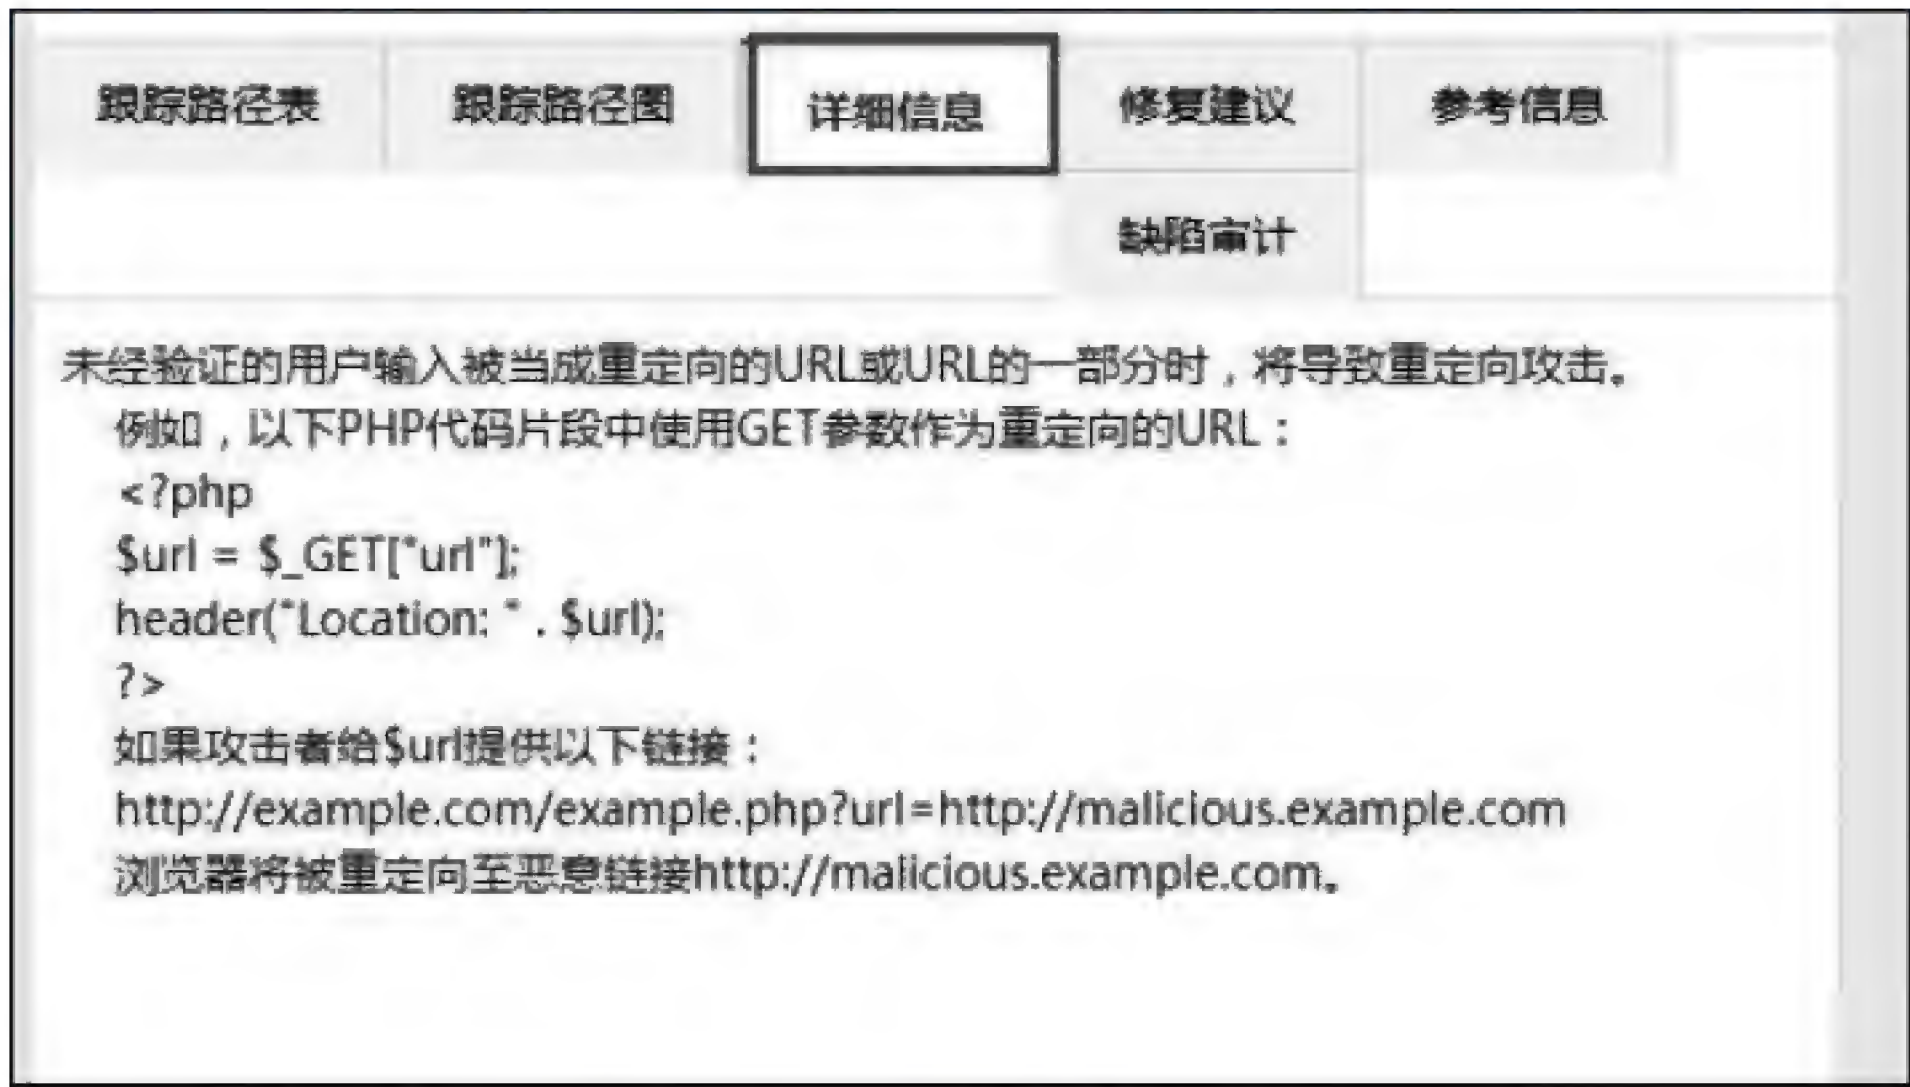 跟踪路径表 跟踪路径图 详细信息 修复建议 参考信息
缺陷审计
未经验证的用户输入被当成重定向的URL或URL的一部分时，将导致重定向攻击。
例如，以下PHP代码片段中使用GET参数作为重定向的URL：
<?php
$url = $_GET["url"];
header("Location: " . $url);
?>
如果攻击者给$url提供以下链接：
http://example.com/example.php?url=http://malicious.example.com
浏览器将被重定向至恶意链接http://malicious.example.com。